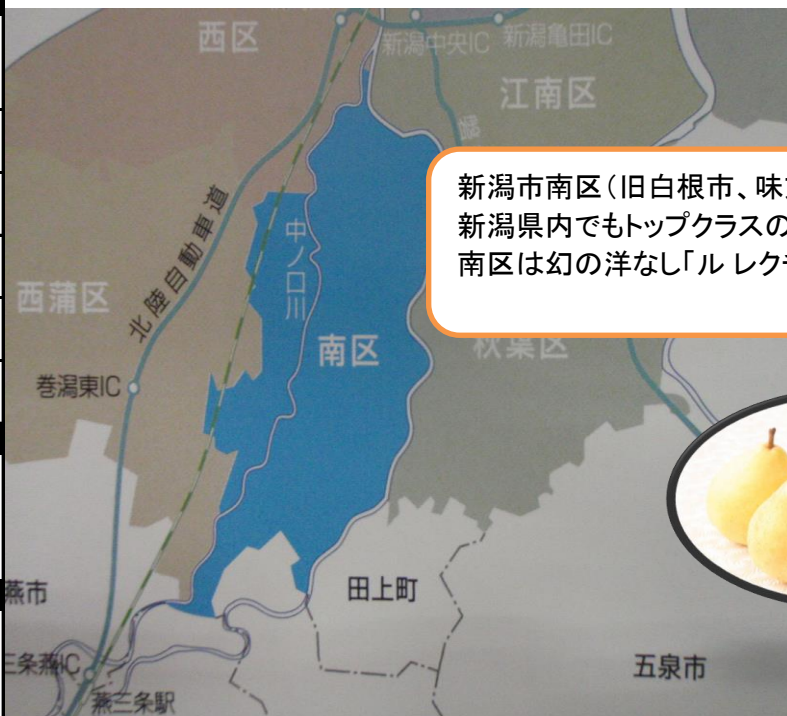 西区
新潟中央IC
新潟亀田IC
江南区
新潟市南区(旧白根市、味
新潟県内でもトップクラスの
南区は幻の洋なし「ル レク
北陸自動車道
中ノ口川
西蒲区
南区
秋葉区
巻潟東IC
燕市
田上町
三条燕IC
五泉市
燕三条駅